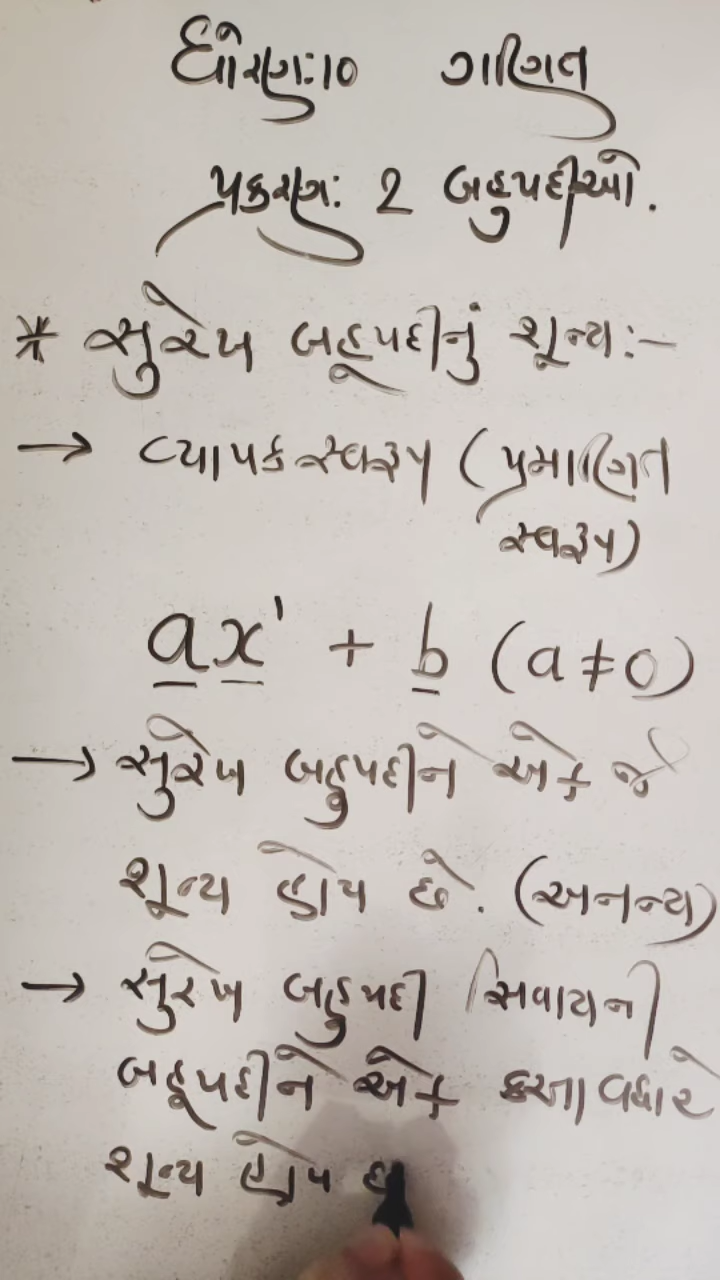 ધોરણ:10 ગણિત
પ્રકરણ: 2 બહુપદીઓ.
* સુરેખ બહુપદીનું શૂન્ય:-
→ વ્યાપક સ્વરૂપ (પ્રમાણિત
સ્વરૂપ)
ax¹ + b (a≠0)
→ સુરેખ બહુપદીને એક જ
શૂન્ય હોય છે. (અનન્ય)
→ સુરેખ બહુપદી સિવાયની
બહુપદીને એક કરતા વધારે
શૂન્ય હોય છ